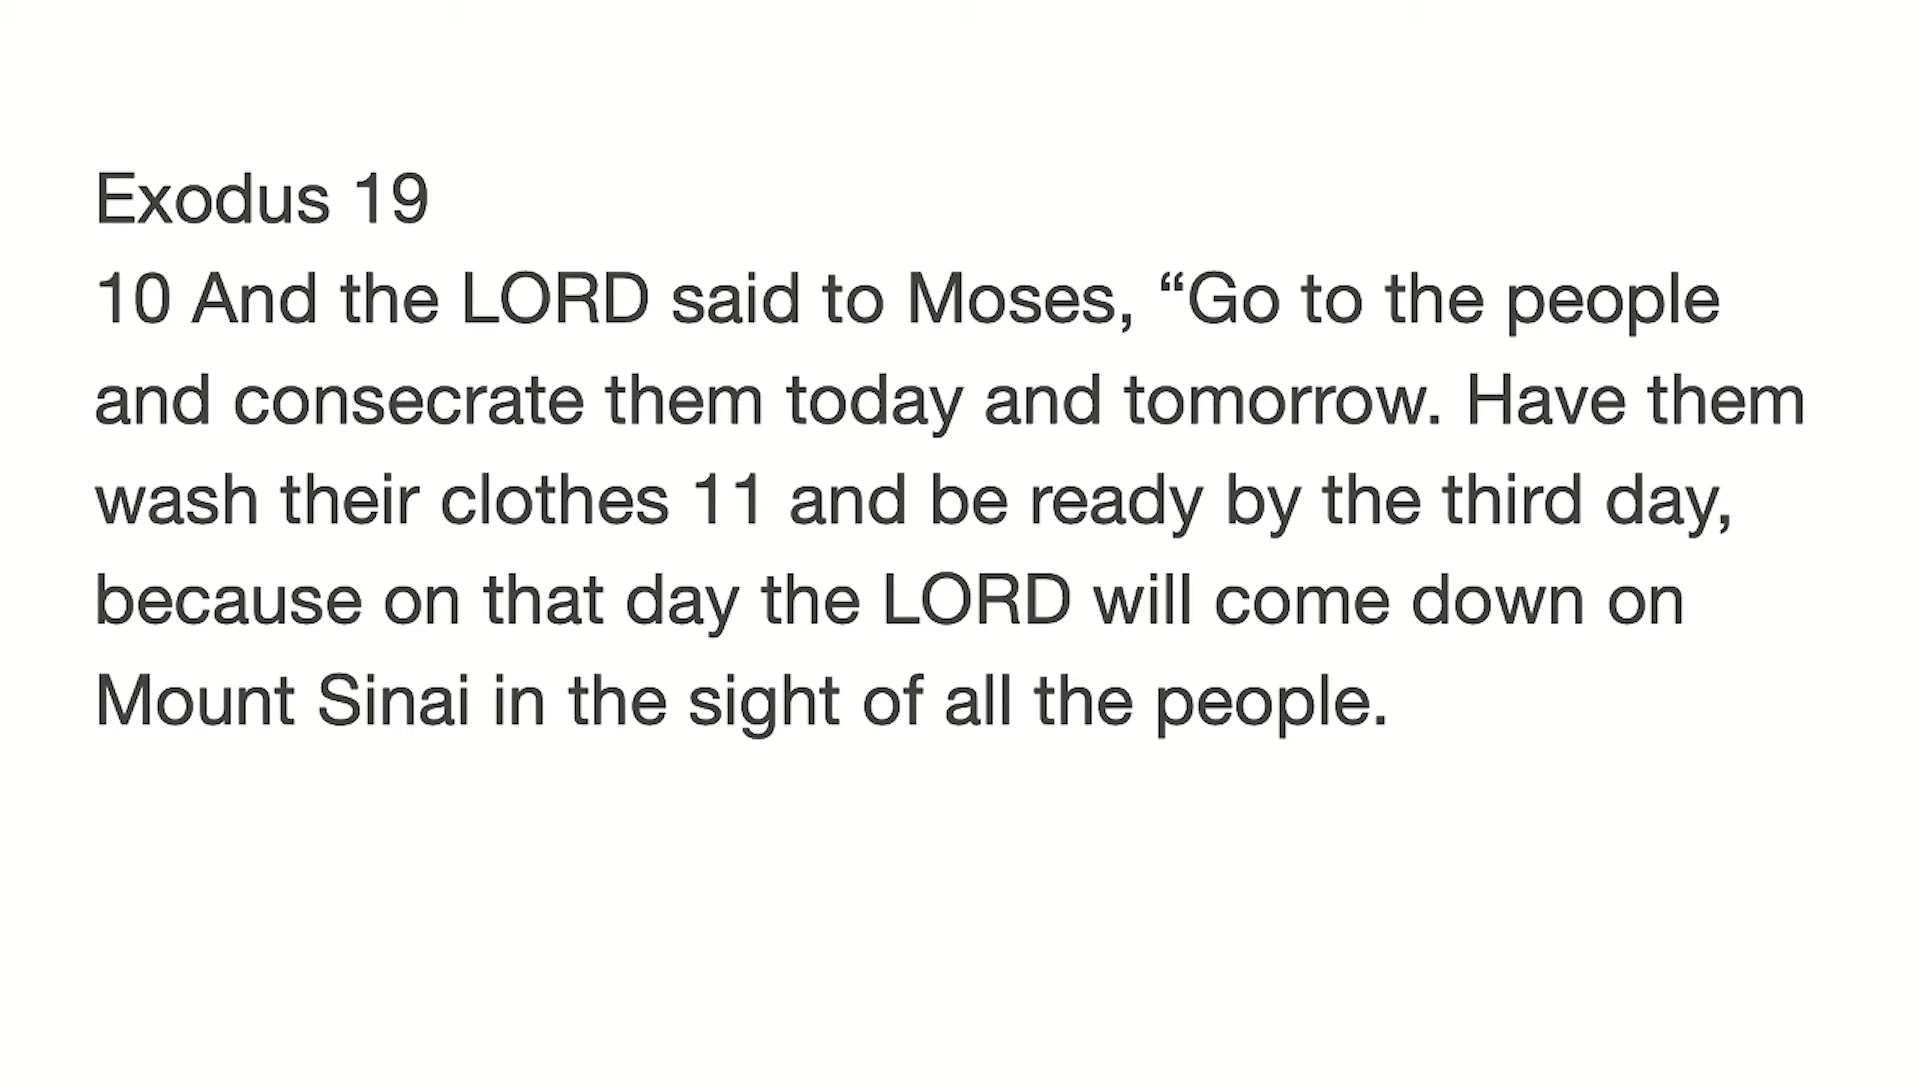 Exodus 19
10 And the LORD said to Moses, “Go to the people
and consecrate them today and tomorrow. Have them
wash their clothes 11 and be ready by the third day,
because on that day the LORD will come down on
Mount Sinai in the sight of all the people.